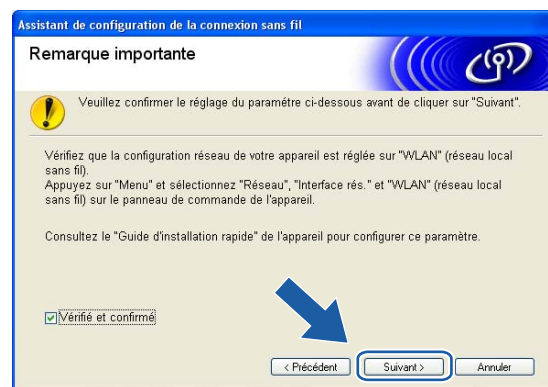 Assistant de configuration de la connexion sans fil
Remarque importante
Veuillez confirmer le réglage du paramétre ci-dessous avant de cliquer sur "Suivant".
Vérifiez que la configuration réseau de votre appareil est réglée sur "WLAN" (réseau local
sans fil).
Appuyez sur "Menu" et sélectionnez "Réseau", "Interface rés." et "WLAN" (réseau local
sans fil) sur le panneau de commande de l'appareil.
Consultez le "Guide d'installation rapide" de l'appareil pour configurer ce paramètre.
Vérifié et confirmé
< Précédent Suivant > Annuler